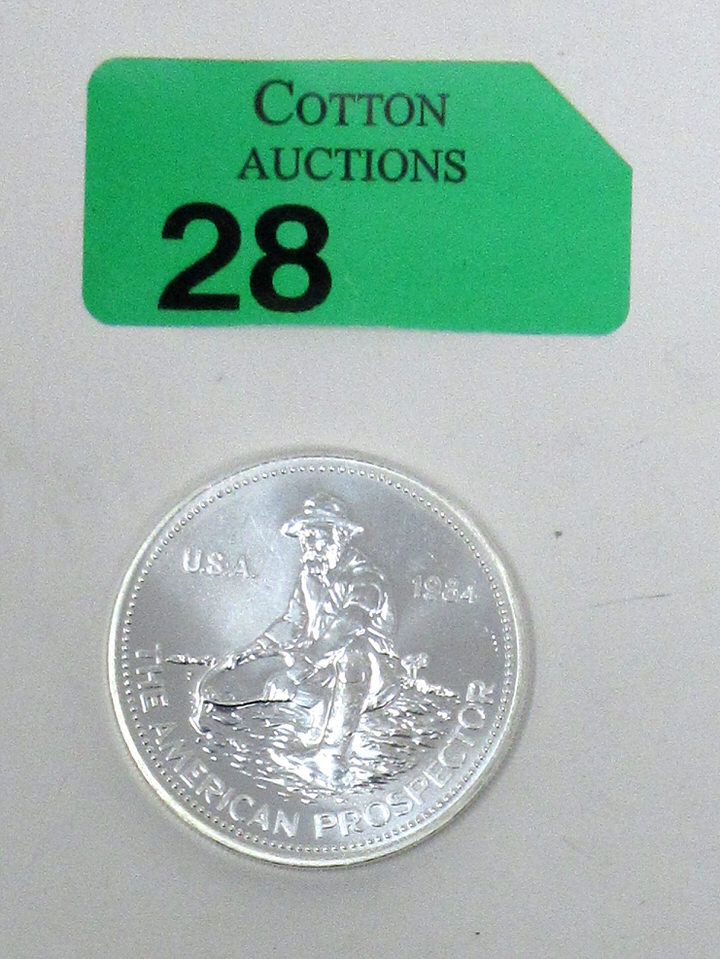 COTTON
AUCTIONS
28
U.S.A.
1984
THE AMERICAN PROSPECTOR